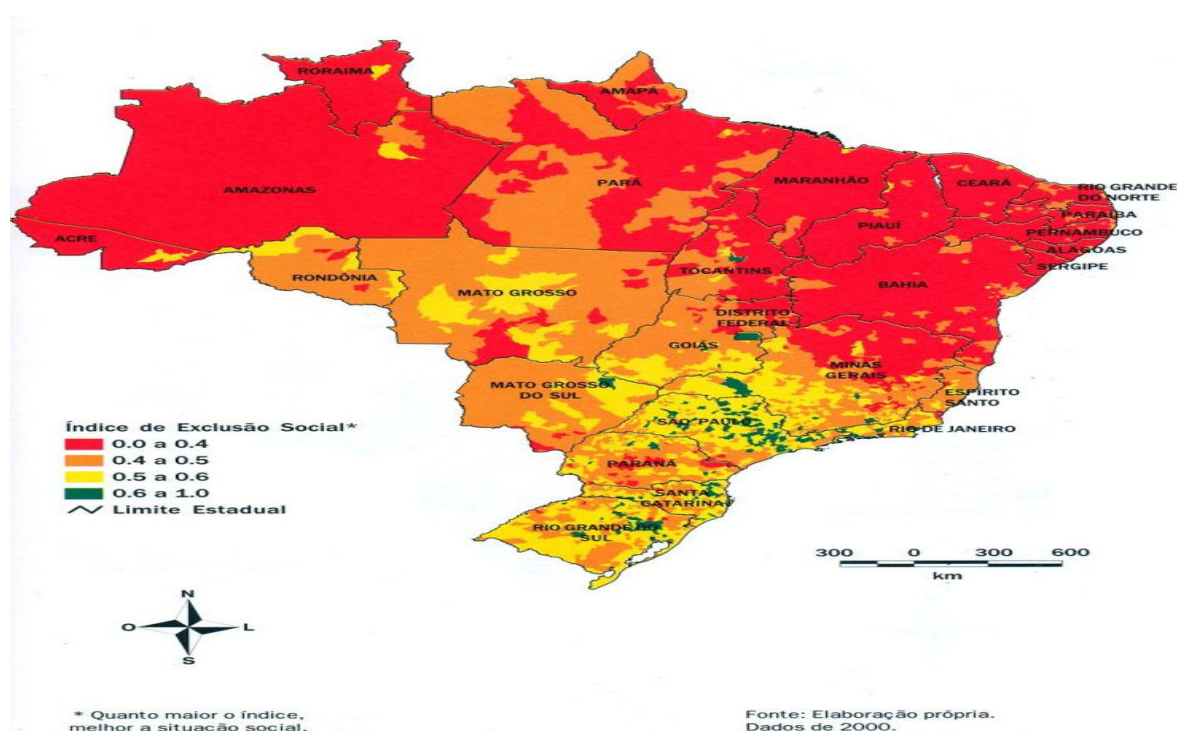 RORAIMA
AMAPÁ
AMAZONAS
PARÁ
MARANHÃO
CEARÁ
RIO GRANDE
DO NORTE
PARAÍBA
PERNAMBUCO
ALAGOAS
SERGIPE
PIAUÍ
ACRE
RONDÔNIA
TOCANTINS
BAHIA
MATO GROSSO
DISTRITO
FEDERAL
GOIÁS
MINAS
GERAIS
MATO GROSSO
DO SUL
ESPÍRITO
SANTO
SÃO PAULO
RIO DE JANEIRO
PARANÁ
SANTA
CATARINA
RIO GRANDE DO
SUL
Índice de Exclusão Social*
0.0 a 0.4
0.4 a 0.5
0.5 a 0.6
0.6 a 1.0
Limite Estadual
300 0 300 600
km
N
O L
S
* Quanto maior o índice,
melhor a situação social.
Fonte: Elaboração própria.
Dados de 2000.